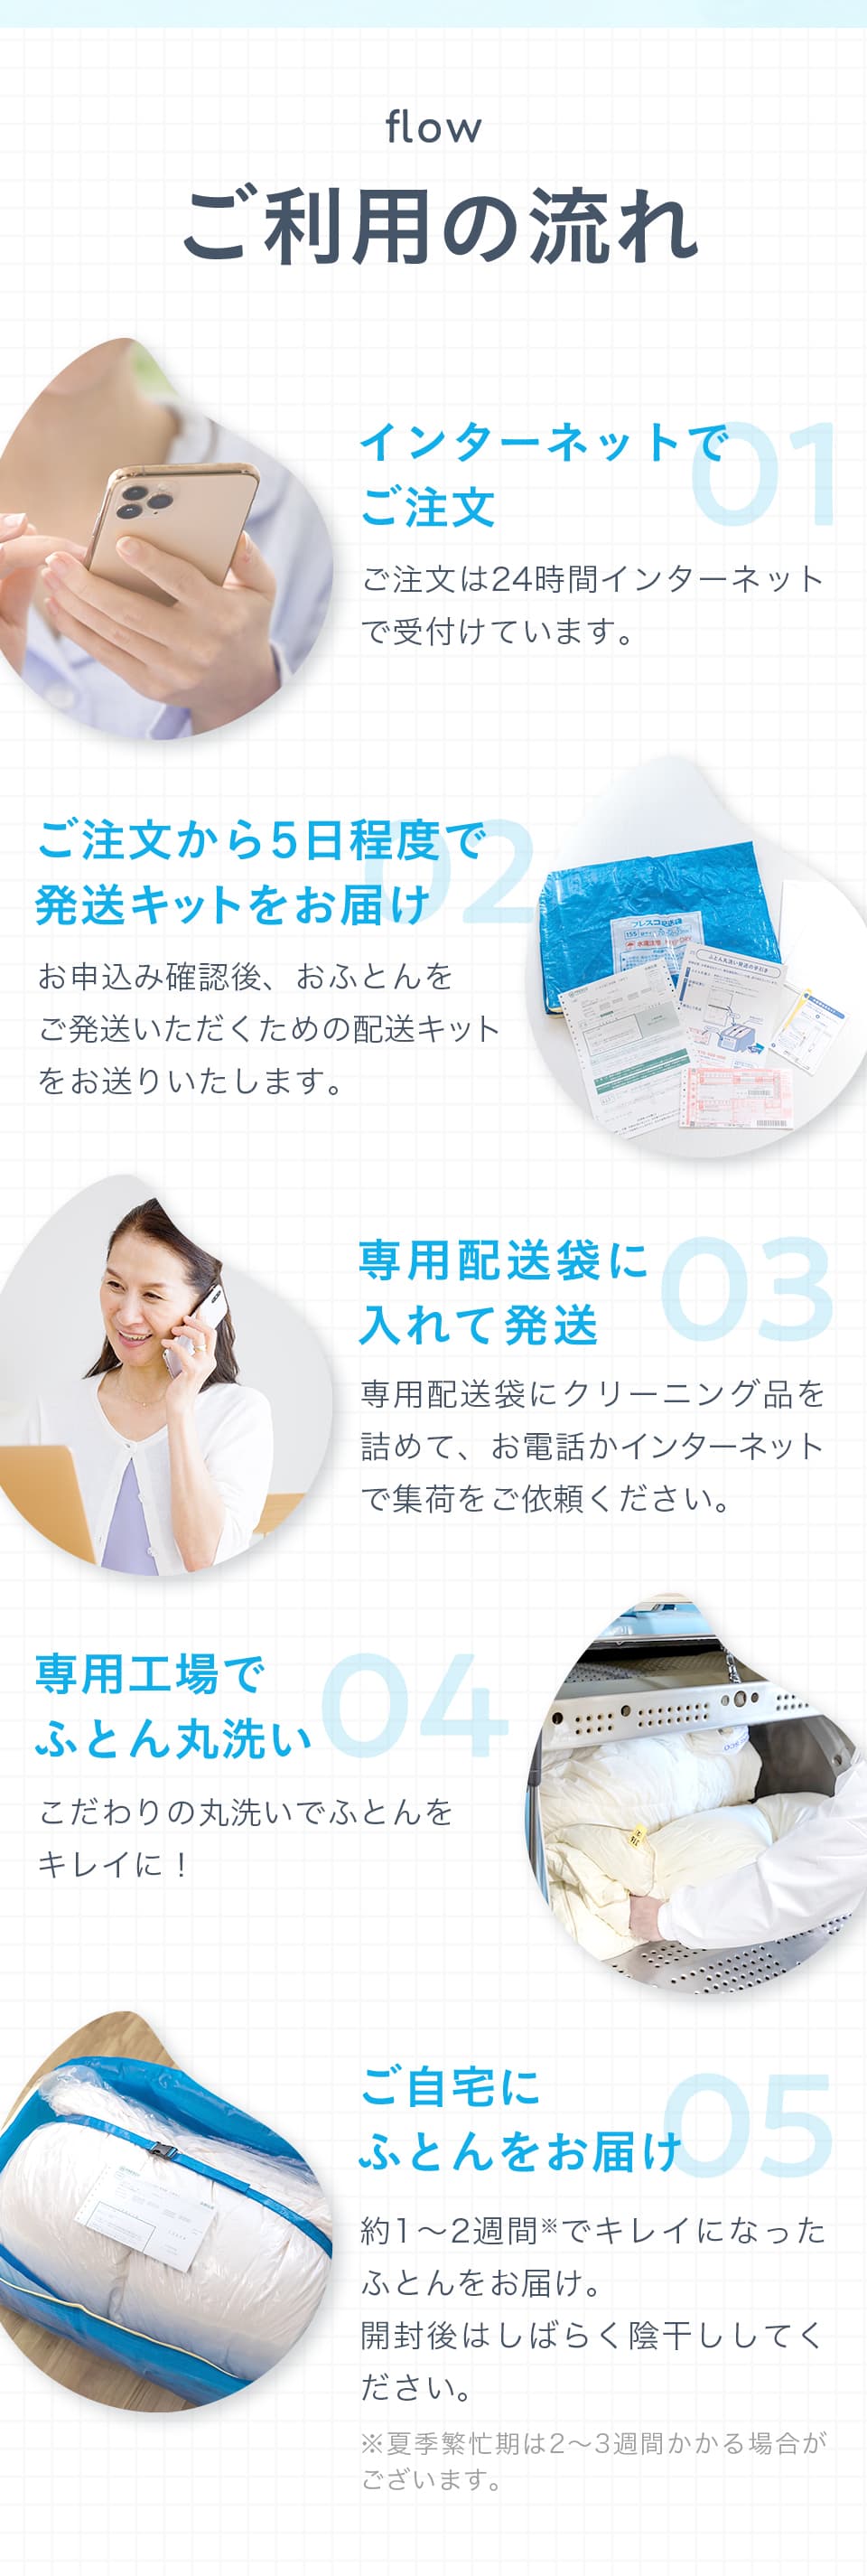 flow
ご利用の流れ
01
インターネットで
ご注文
ご注文は24時間インターネット
で受付けています。
02
ご注文から5日程度で
発送キットをお届け
お申込み確認後、おふとんを
ご発送いただくための配送キット
をお送りいたします。
ふとん丸洗い発送の手引き
03
専用配送袋に
入れて発送
専用配送袋にクリーニング品を
詰めて、お電話かインターネット
で集荷をご依頼ください。
04
専用工場で
ふとん丸洗い
こだわりの丸洗いでふとんを
キレイに！
05
ご自宅に
ふとんをお届け
約1〜2週間※でキレイになった
ふとんをお届け。
開封後はしばらく陰干ししてく
ださい。
※夏季繁忙期は2〜3週間かかる場合が
ございます。